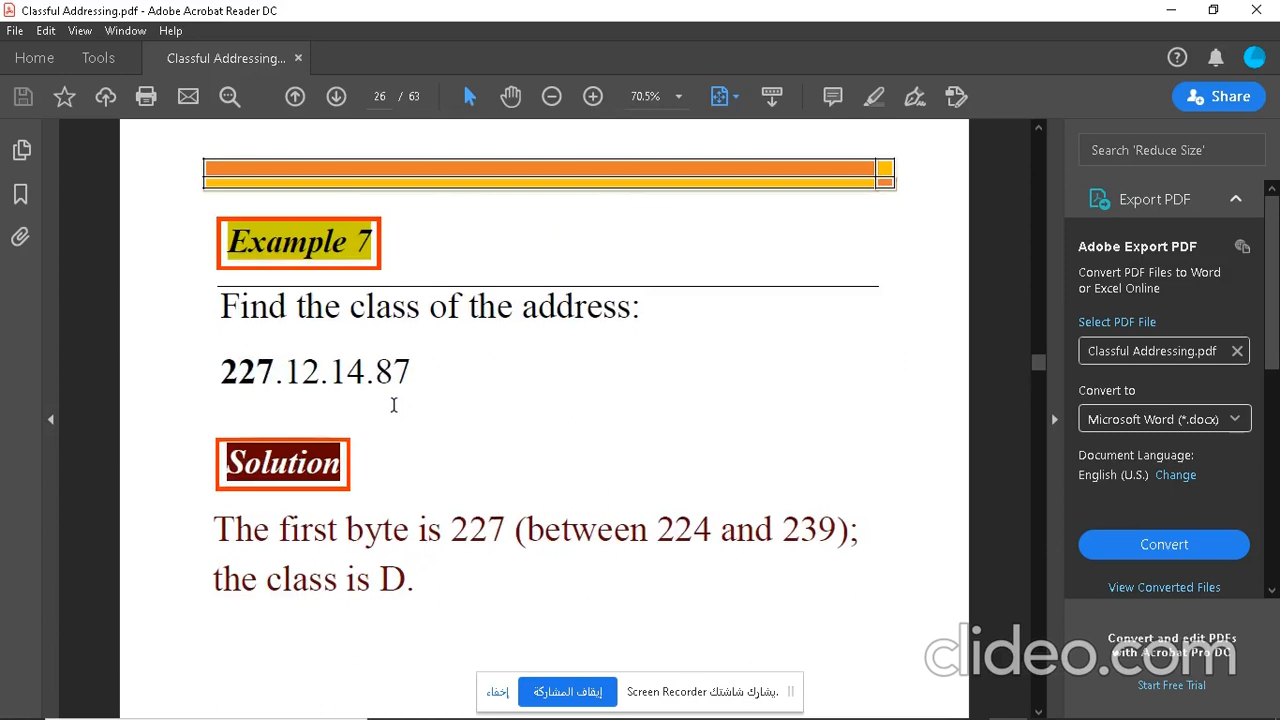 Classful Addressing.pdf - Adobe Acrobat Reader DC
File Edit View Window Help
Home Tools Classful Addressing...
26 / 63 70.5% Share
Search 'Reduce Size'
Export PDF
Adobe Export PDF
Convert PDF Files to Word
or Excel Online
Select PDF File
Classful Addressing.pdf
Convert to
Microsoft Word (*.docx)
Document Language:
English (U.S.) Change
Convert
View Converted Files
Convert and edit PDFs
with Acrobat Pro DC
Start Free Trial
Example 7
Find the class of the address:
227.12.14.87
Solution
The first byte is 227 (between 224 and 239);
the class is D.
clideo.com
يشارك شاشتك Screen Recorder. إيقاف المشاركة إخفاء